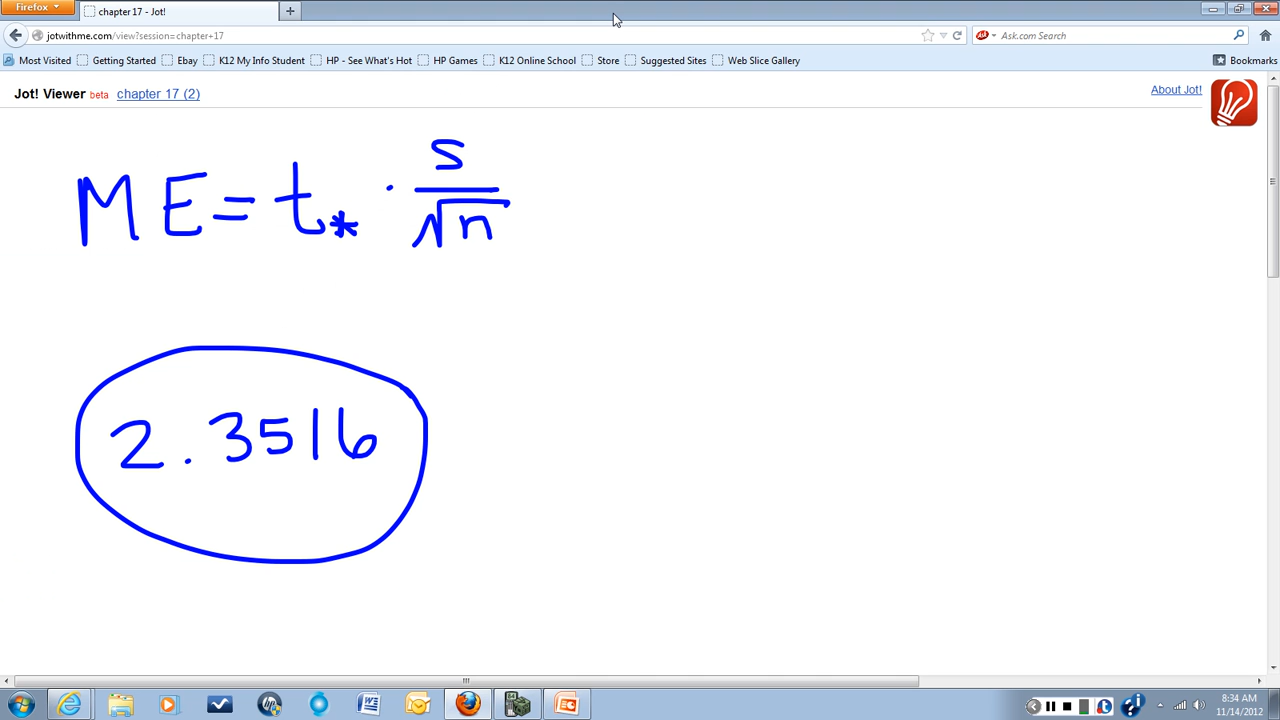 Firefox
chapter 17 - Jot!
jotwithme.com/view?session=chapter+17
Ask.com Search
Most Visited Getting Started Ebay K12 My Info Student HP - See What's Hot HP Games K12 Online School Store Suggested Sites Web Slice Gallery Bookmarks
Jot! Viewer beta chapter 17 (2) About Jot!
ME = t* · s/√n
2.3516
8:34 AM
11/14/2012